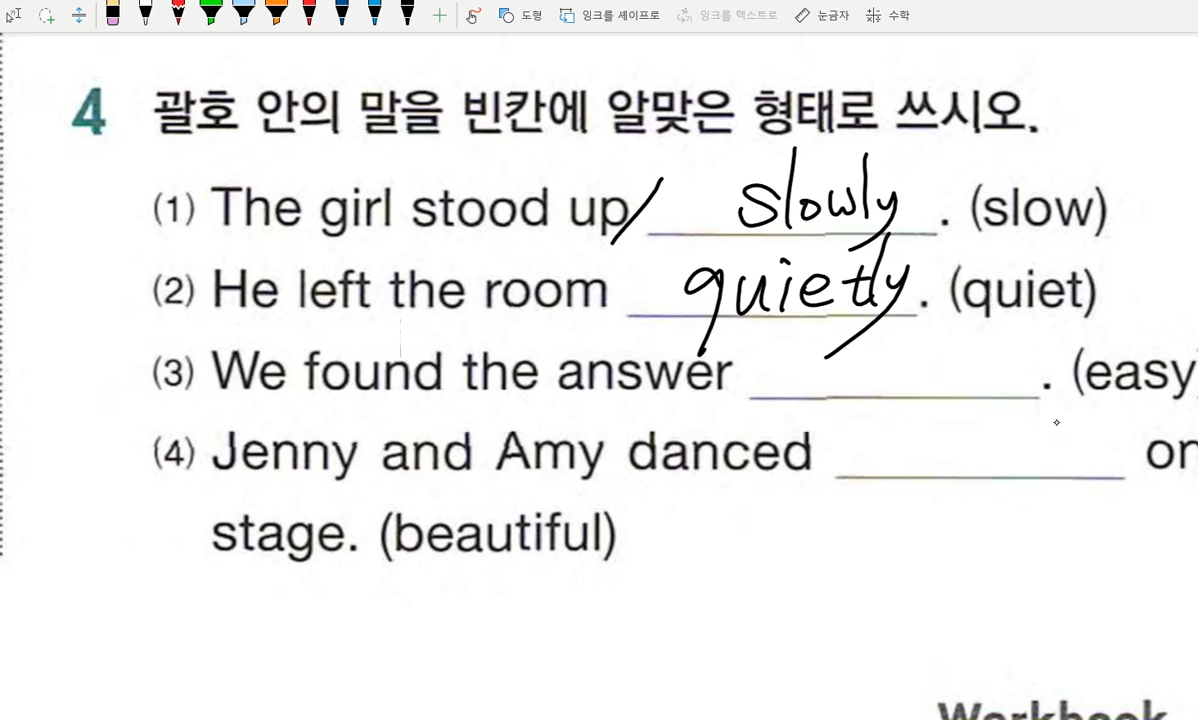 도형 잉크를 셰이프로 잉크를 텍스트로 눈금자 수학
4 괄호 안의 말을 빈칸에 알맞은 형태로 쓰시오.
(1) The girl stood up/ slowly . (slow)
(2) He left the room quietly . (quiet)
(3) We found the answer . (easy)
(4) Jenny and Amy danced on
stage. (beautiful)
Workbook